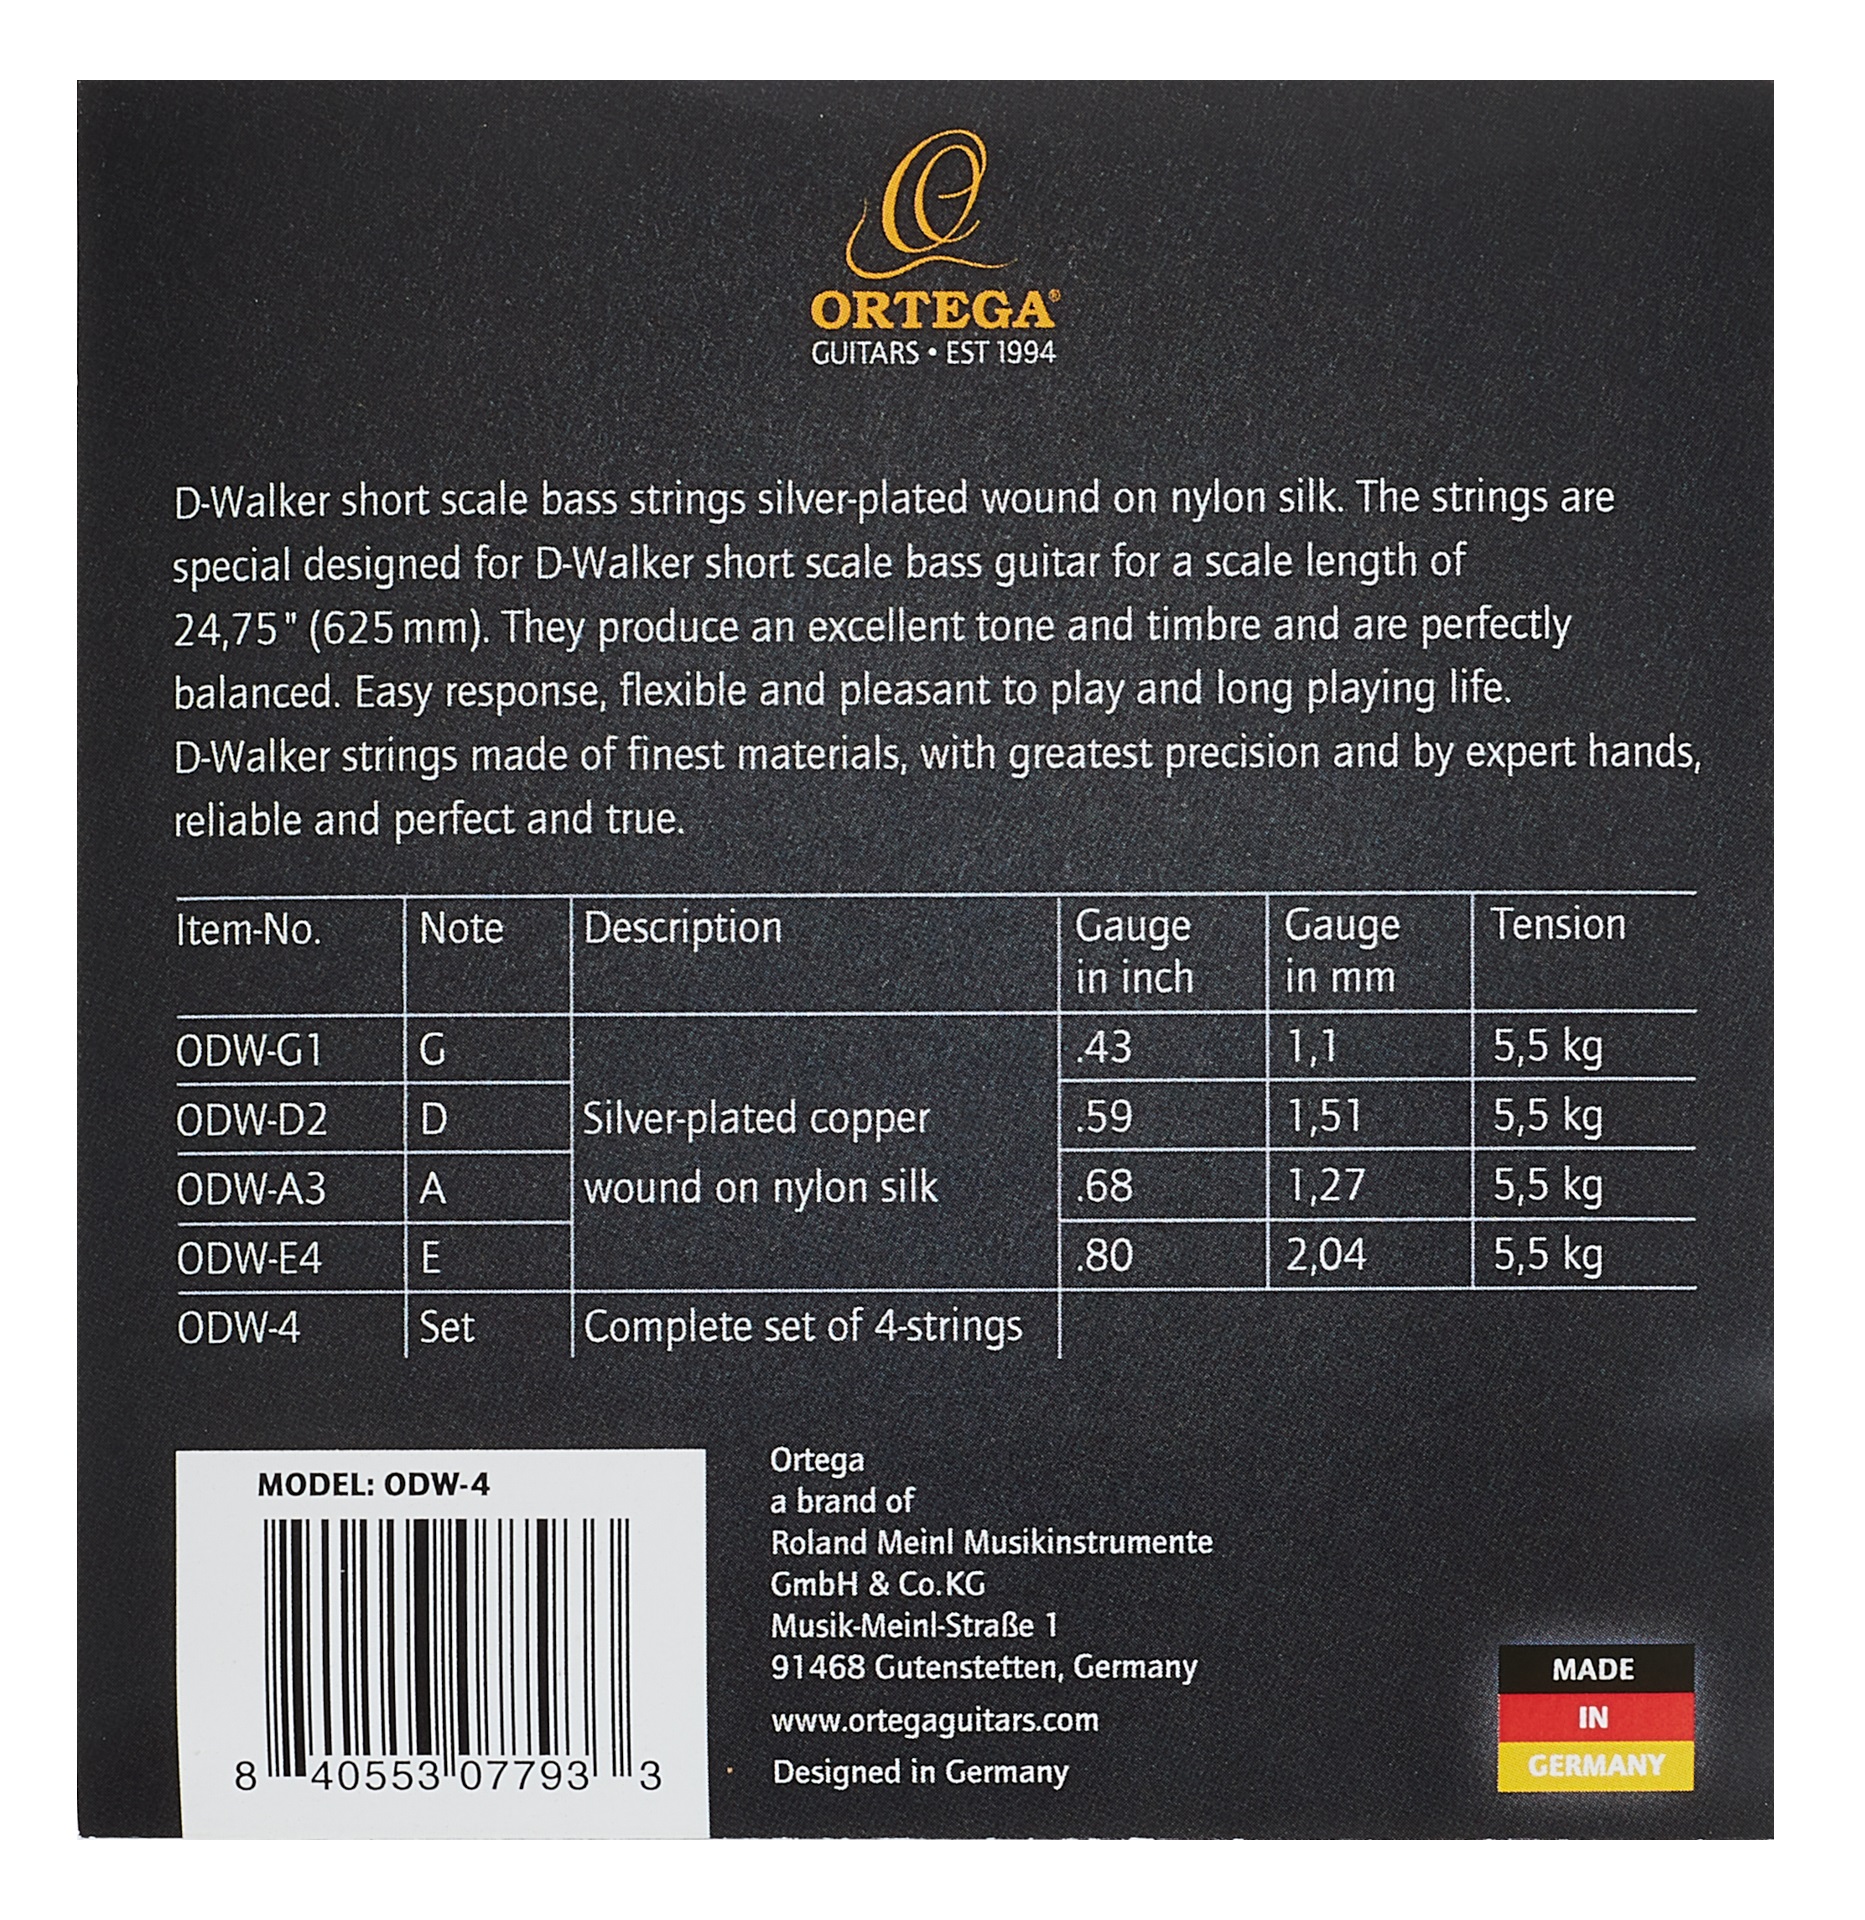 ORTEGA®
GUITARS • EST 1994
D-Walker short scale bass strings silver-plated wound on nylon silk. The strings are
special designed for D-Walker short scale bass guitar for a scale length of
24,75" (625 mm). They produce an excellent tone and timbre and are perfectly
balanced. Easy response, flexible and pleasant to play and long playing life.
D-Walker strings made of finest materials, with greatest precision and by expert hands,
reliable and perfect and true.
Item-No. Note Description Gauge in inch Gauge in mm Tension
ODW-G1 G .43 1,1 5,5 kg
ODW-D2 D Silver-plated copper .59 1,51 5,5 kg
ODW-A3 A wound on nylon silk .68 1,27 5,5 kg
ODW-E4 E .80 2,04 5,5 kg
ODW-4 Set Complete set of 4-strings
MODEL: ODW-4
8 40553 07793 3
Ortega
a brand of
Roland Meinl Musikinstrumente
GmbH & Co.KG
Musik-Meinl-Straße 1
91468 Gutenstetten, Germany
www.ortegaguitars.com
Designed in Germany
MADE
IN
GERMANY